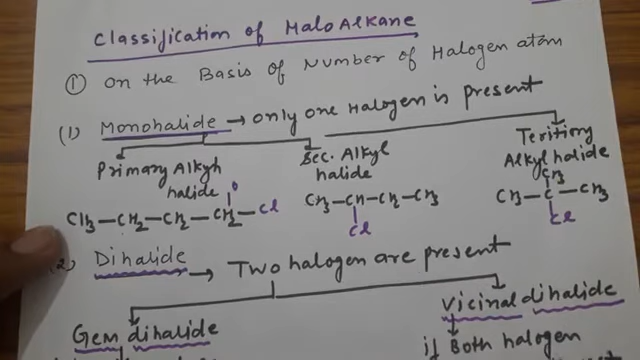 Classification of HaloAlkane
① On the Basis of Number of Halogen atom
(1) Monohalide → only one Halogen is present
Primary Alkyh halide
Sec. Alkyl halide
Teritiory Alkyl halide
CH3–CH2–CH2–CH2–Cl
1°
CH3–CH–CH2–CH3
Cl
CH3
CH3–C–CH3
Cl
(2) Dihalide → Two halogen are present
Gem dihalide
Vicinal dihalide
if Both halogen